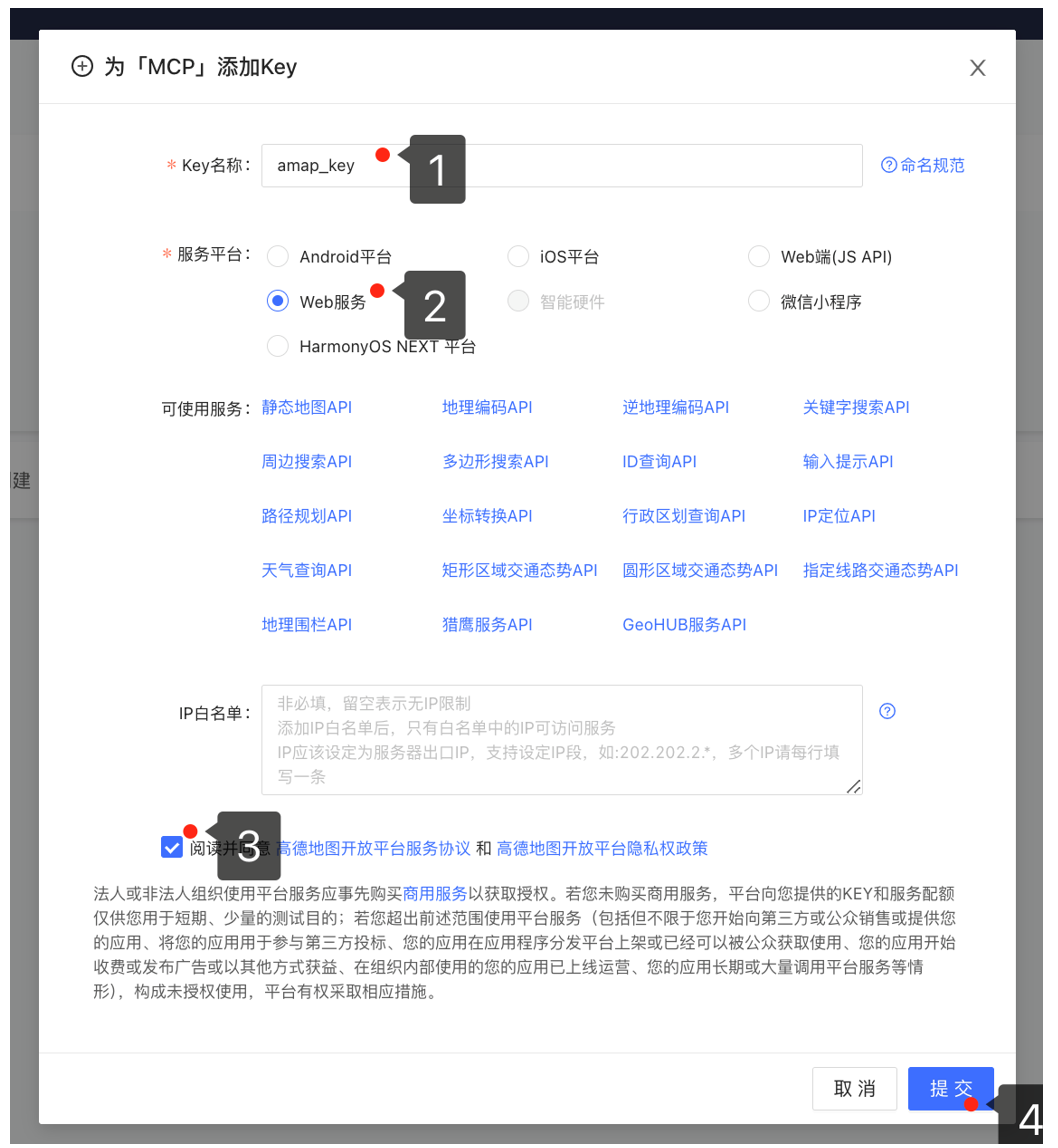 为「MCP」添加Key
* Key名称： amap_key 1 命名规范
* 服务平台： Android平台 iOS平台 Web端(JS API)
Web服务 2 智能硬件 微信小程序
HarmonyOS NEXT 平台
可使用服务： 静态地图API 地理编码API 逆地理编码API 关键字搜索API
周边搜索API 多边形搜索API ID查询API 输入提示API
建
路径规划API 坐标转换API 行政区划查询API IP定位API
天气查询API 矩形区域交通态势API 圆形区域交通态势API 指定线路交通态势API
地理围栏API 猎鹰服务API GeoHUB服务API
IP白名单： 非必填，留空表示无IP限制
添加IP白名单后，只有白名单中的IP可访问服务
IP应该设定为服务器出口IP，支持设定IP段，如:202.202.2.*，多个IP请每行填
写一条
3
阅读并同意 高德地图开放平台服务协议 和 高德地图开放平台隐私权政策
法人或非法人组织使用平台服务应事先购买商用服务以获取授权。若您未购买商用服务，平台向您提供的KEY和服务配额
仅供您用于短期、少量的测试目的；若您超出前述范围使用平台服务（包括但不限于您开始向第三方或公众销售或提供您
的应用、将您的应用用于参与第三方投标、您的应用在应用程序分发平台上架或已经可以被公众获取使用、您的应用开始
收费或发布广告或以其他方式获益、在组织内部使用的您的应用已上线运营、您的应用长期或大量调用平台服务等情
形），构成未授权使用，平台有权采取相应措施。
取 消 提 交 4